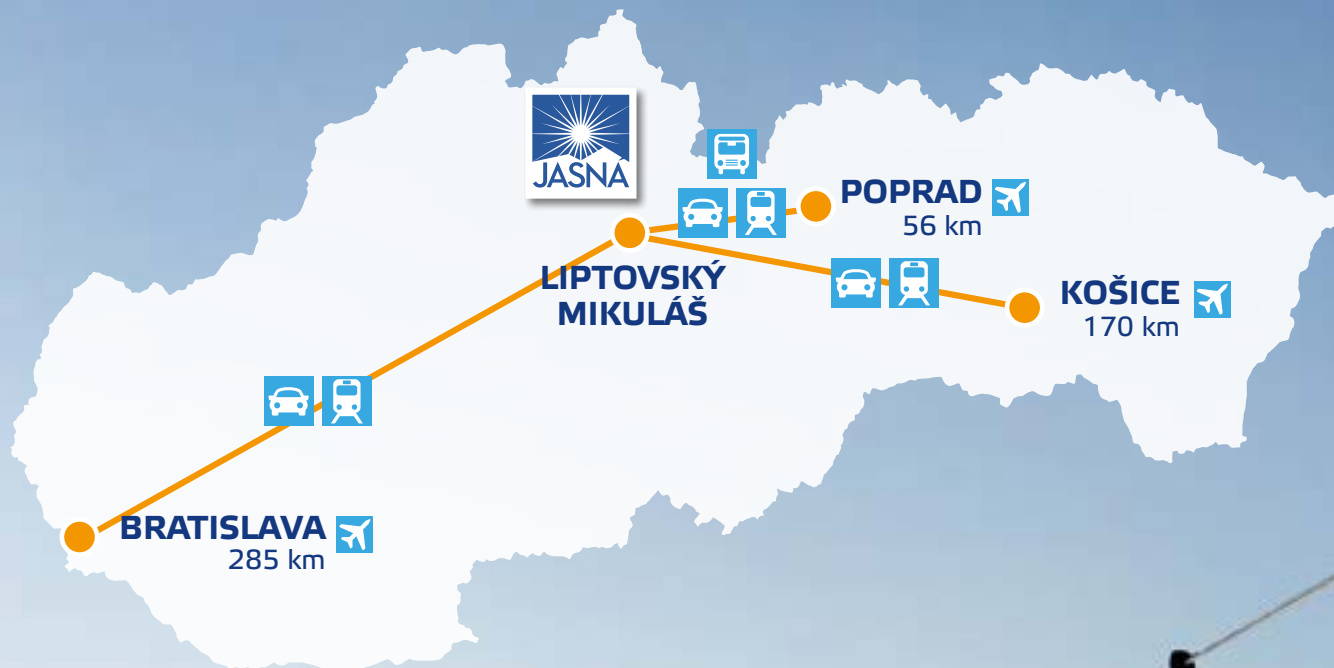 JASNÁ
POPRAD
56 km
LIPTOVSKÝ
MIKULÁŠ
KOŠICE
170 km
BRATISLAVA
285 km